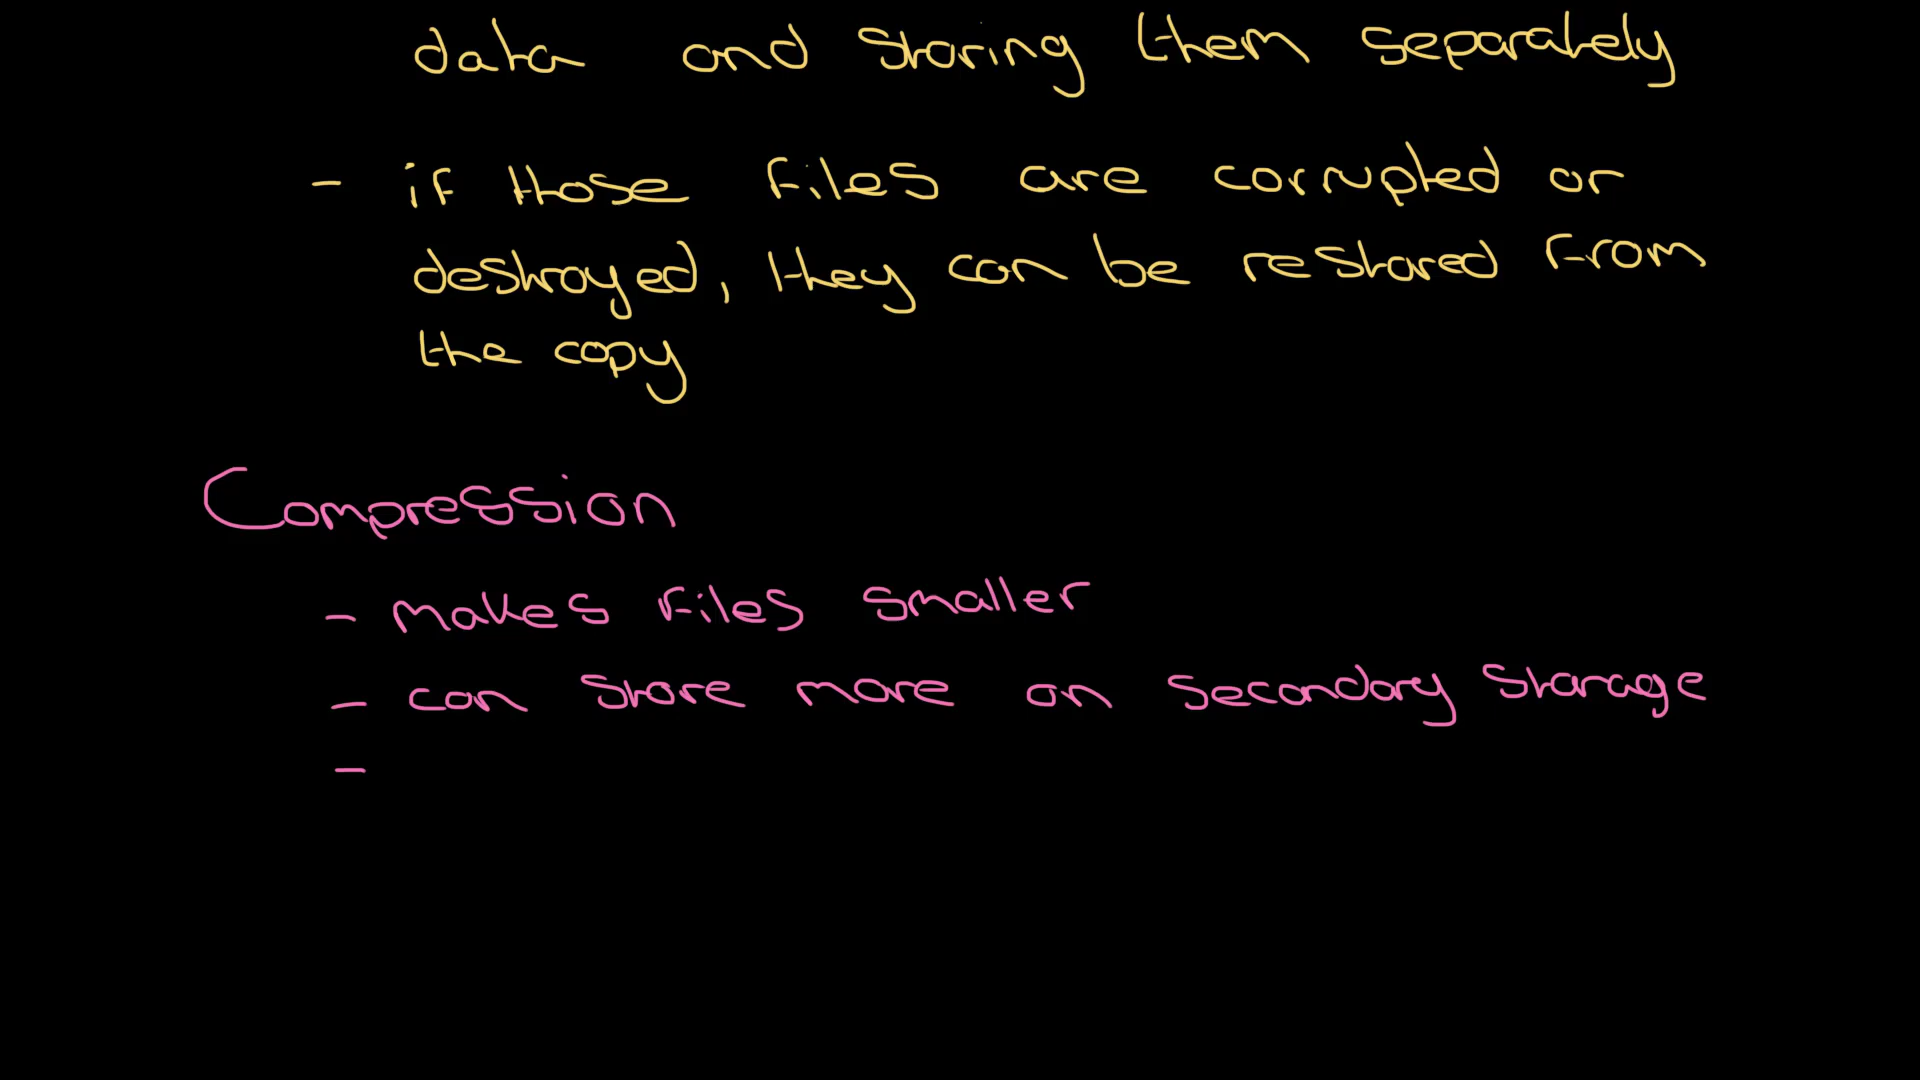 data and storing them separately
- if those files are corrupted or
destroyed, they can be restored from
the copy
Compression
- makes files smaller
- can store more on secondary storage
-